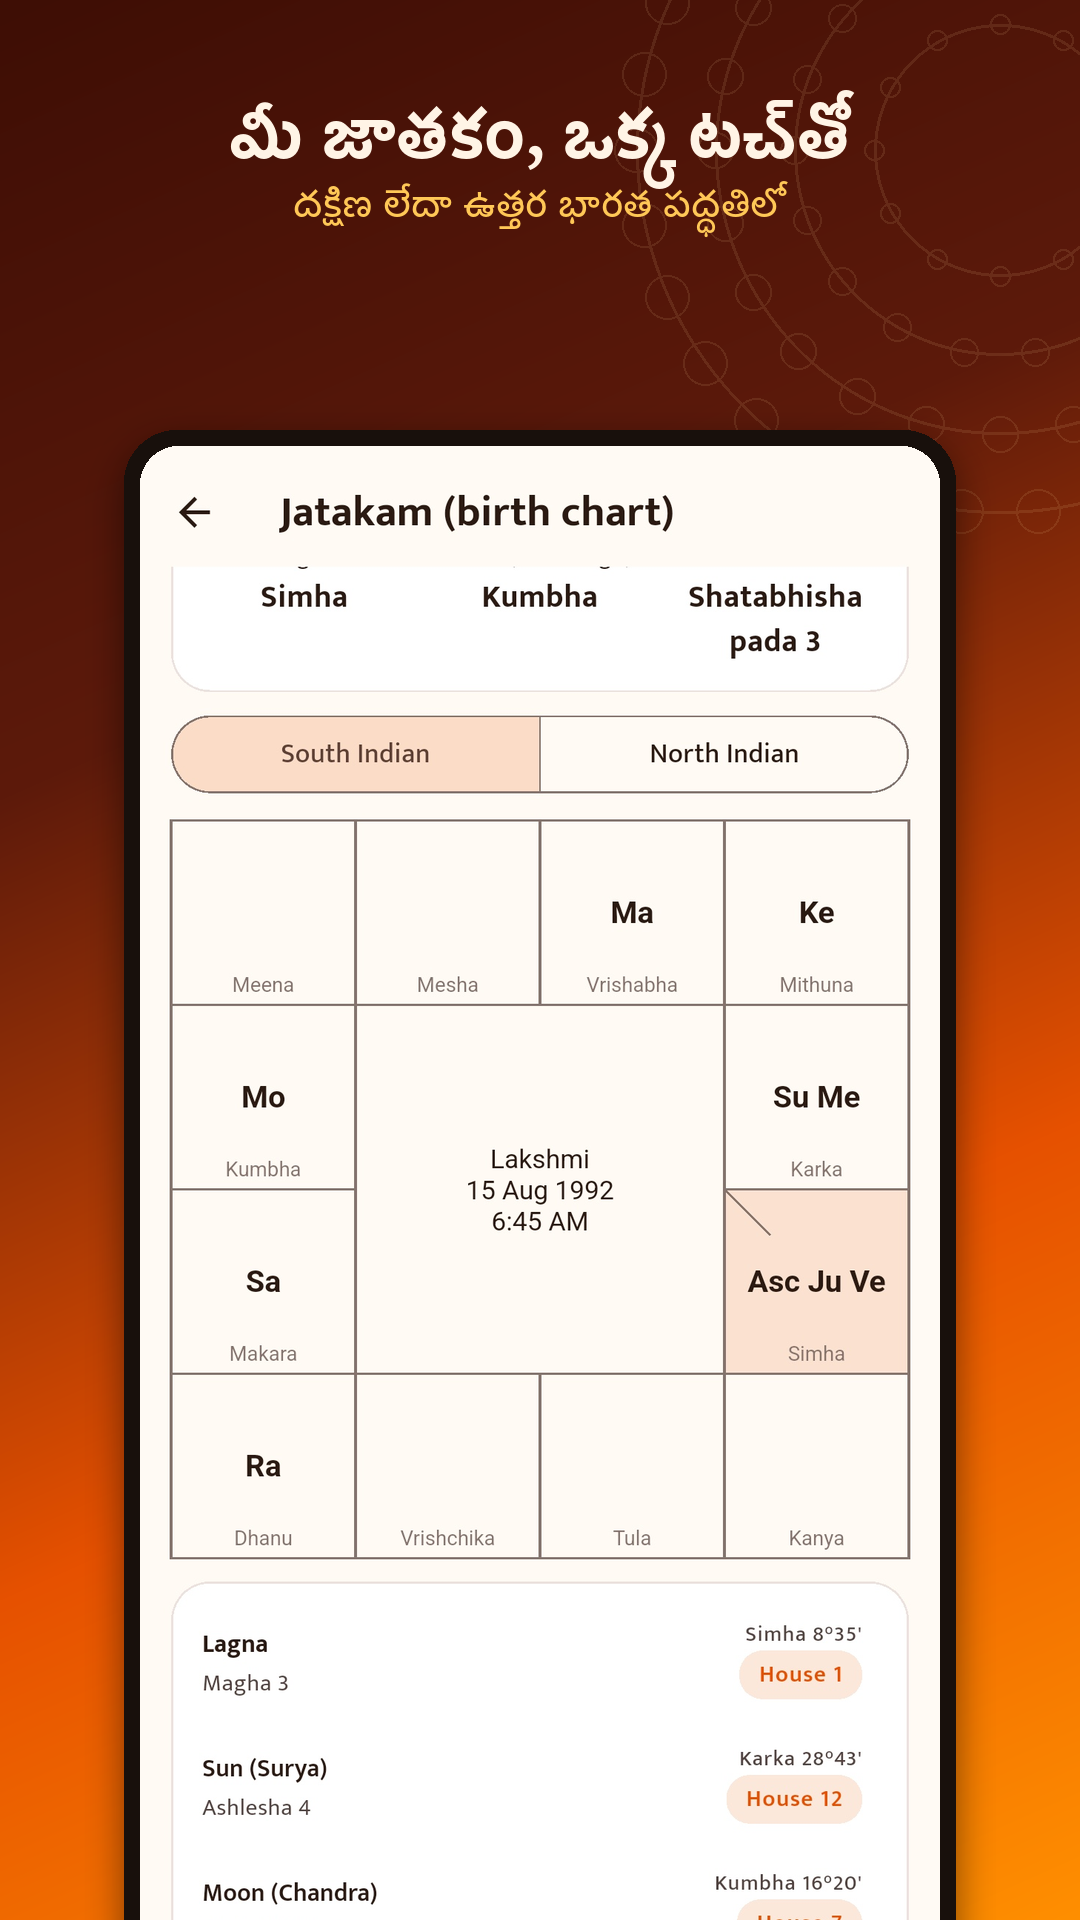 మీ జాతకం, ఒక్క టచ్‌తో
దక్షిణ లేదా ఉత్తర భారత పద్ధతిలో
Jatakam (birth chart)
Simha Kumbha Shatabhisha
pada 3
South Indian North Indian
Ma Ke
Meena Mesha Vrishabha Mithuna
Mo Su Me
Kumbha Karka
Lakshmi
15 Aug 1992
6:45 AM
Sa Asc Ju Ve
Makara Simha
Ra
Dhanu Vrishchika Tula Kanya
Lagna Simha 8°35'
Magha 3 House 1
Sun (Surya) Karka 28°43'
Ashlesha 4 House 12
Moon (Chandra) Kumbha 16°20'
House 7